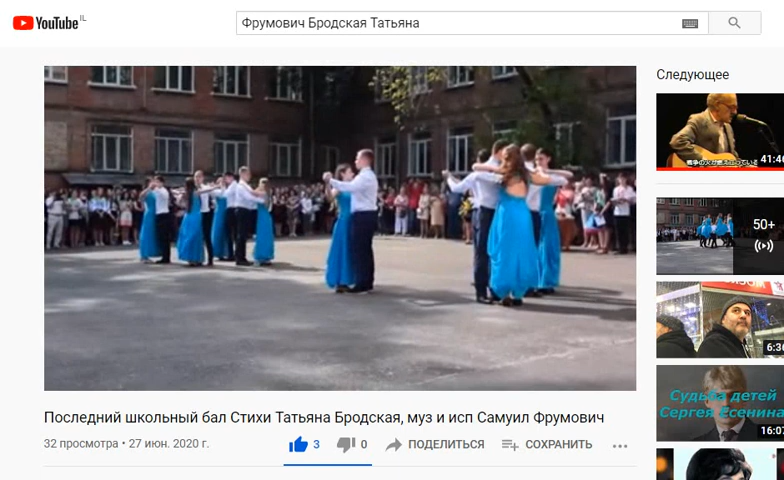 YouTube IL
Фрумович Бродская Татьяна
Следующее
41:4
50+
6:3
Судьба детей
Сергея Есенина
16:0
Последний школьный бал Стихи Татьяна Бродская, муз и исп Самуил Фрумович
32 просмотра • 27 июн. 2020 г.
3
0
ПОДЕЛИТЬСЯ
СОХРАНИТЬ